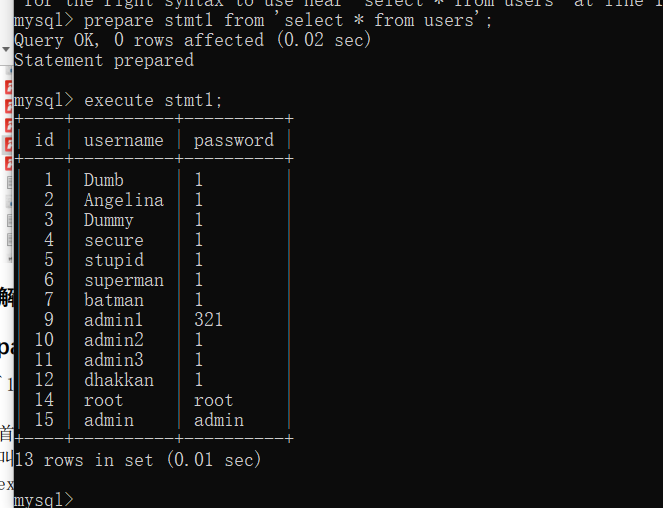 for the right syntax to use near 'select * from users' at line 1
mysql> prepare stmtl from 'select * from users';
Query OK, 0 rows affected (0.02 sec)
Statement prepared
mysql> execute stmtl;
+----+----------+----------+
| id | username | password |
+----+----------+----------+
| 1 | Dumb | 1 |
| 2 | Angelina | 1 |
| 3 | Dummy | 1 |
| 4 | secure | 1 |
| 5 | stupid | 1 |
| 6 | superman | 1 |
| 7 | batman | 1 |
| 9 | admin1 | 321 |
| 10 | admin2 | 1 |
| 11 | admin3 | 1 |
| 12 | dhakkan | 1 |
| 14 | root | root |
| 15 | admin | admin |
+----+----------+----------+
13 rows in set (0.01 sec)
mysql>
解
pa
首
叫
ex